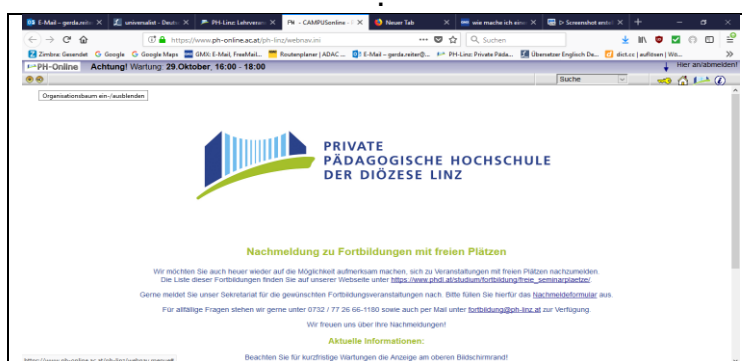 E-Mail – gerda.reite
universalist - Deutsc
PH-Linz Lehrveran
- CAMPUSonline -
Neuer Tab
wie mache ich eine
▷ Screenshot erstel
https://www.ph-online.ac.at/ph-linz/webnav.ini
Suchen
Zimbra: Gesendet
Google
Google Maps
GMX: E-Mail, FreeMail...
Routenplaner | ADAC ...
E-Mail – gerda.reiter@...
PH-Linz: Private Päda...
Übersetzer Englisch De...
dict.cc | auflösen | Wö...
PH-Online Achtung! Wartung: 29.Oktober, 16:00 - 18:00
Hier an/abmelden!
Suche
Organisationsbaum ein-/ausblenden
PRIVATE
PÄDAGOGISCHE HOCHSCHULE
DER DIÖZESE LINZ
Nachmeldung zu Fortbildungen mit freien Plätzen
Wir möchten Sie auch heuer wieder auf die Möglichkeit aufmerksam machen, sich zu Veranstaltungen mit freien Plätzen nachzumelden.
Die Liste dieser Fortbildungen finden Sie auf unserer Webseite unter https://www.phdl.at/studium/fortbildung/freie_seminarplaetze/
Gerne meldet Sie unser Sekretariat für die gewünschten Fortbildungsveranstaltungen nach. Bitte füllen Sie hierfür das Nachmeldeformular aus.
Für allfällige Fragen stehen wir gerne unter 0732 / 77 26 66-1180 sowie auch per Mail unter fortbildung@ph-linz.at zur Verfügung.
Wir freuen uns über Ihre Nachmeldungen!
Aktuelle Informationen:
Beachten Sie für kurzfristige Wartungen die Anzeige am oberen Bildschirmrand!